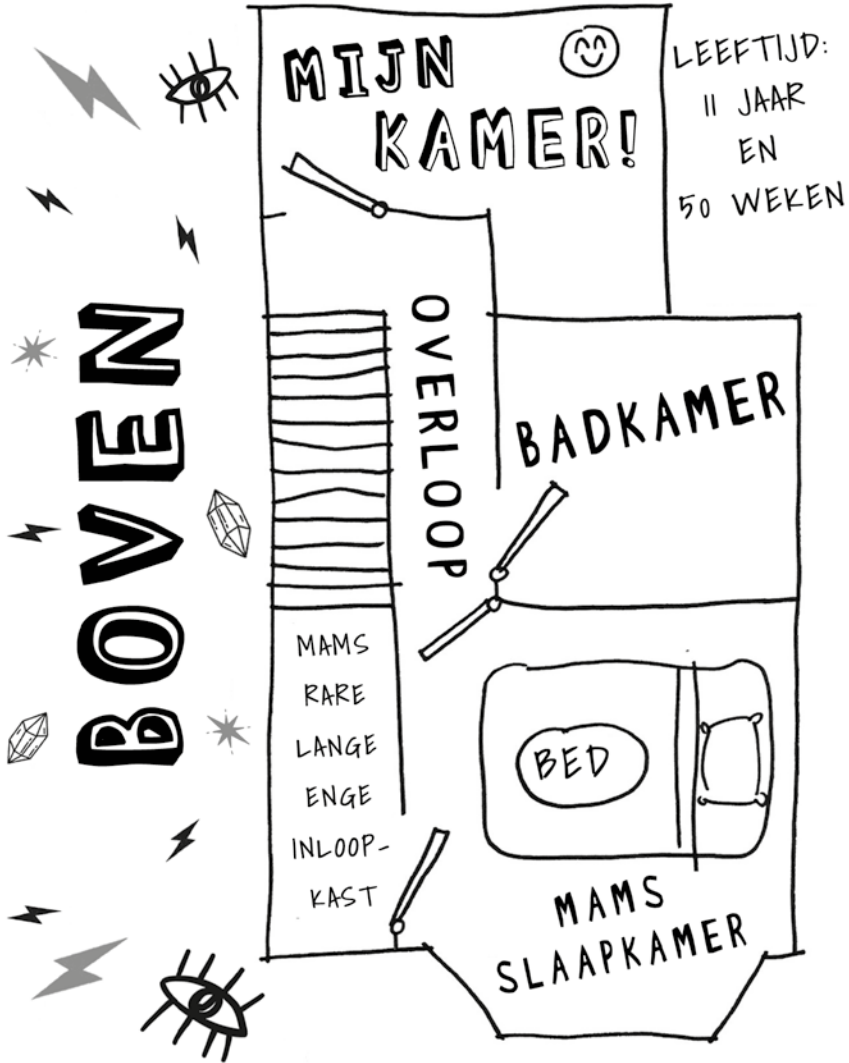 MIJN
KAMER!
LEEFTIJD:
11 JAAR
EN
50 WEKEN
BOVEN
OVERLOOP
BADKAMER
MAMS
RARE
LANGE
ENGE
INLOOP-
KAST
BED
MAMS
SLAAPKAMER